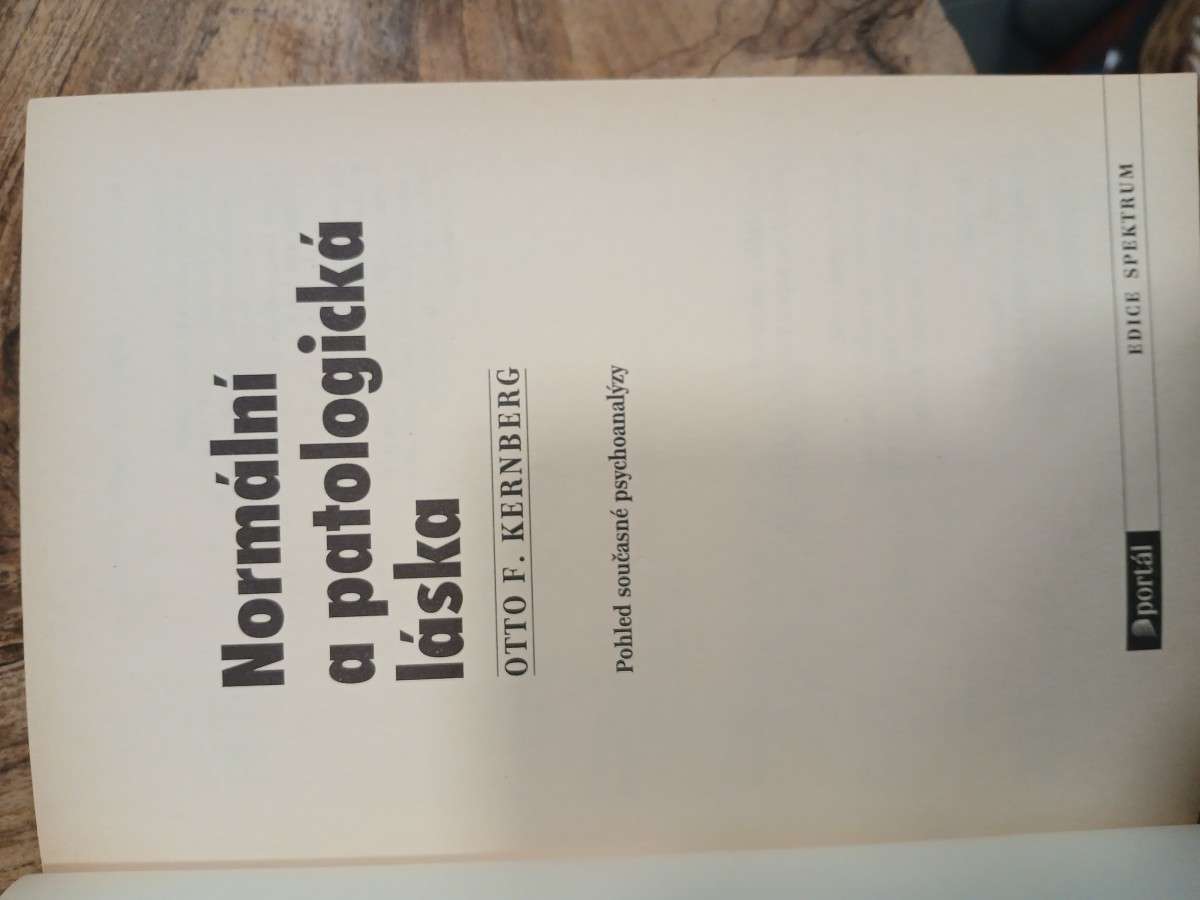 Normální
a patologická
láska
OTTO F. KERNBERG
Pohled současné psychoanalýzy
portál
EDICE SPEKTRUM